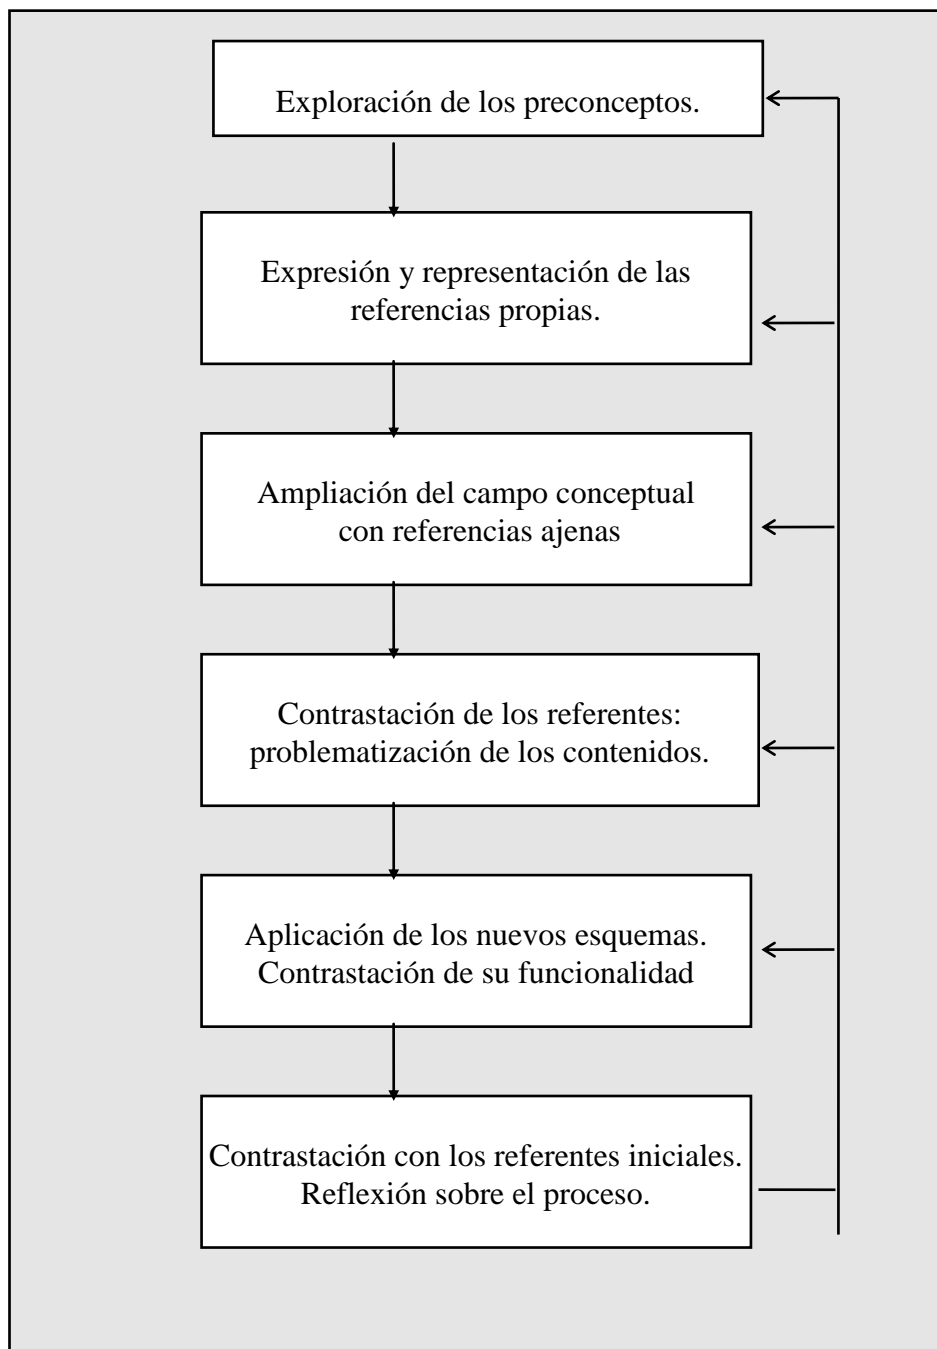 Exploración de los preconceptos.
Expresión y representación de las
referencias propias.
Ampliación del campo conceptual
con referencias ajenas
Contrastación de los referentes:
problematización de los contenidos.
Aplicación de los nuevos esquemas.
Contrastación de su funcionalidad
Contrastación con los referentes iniciales.
Reflexión sobre el proceso.